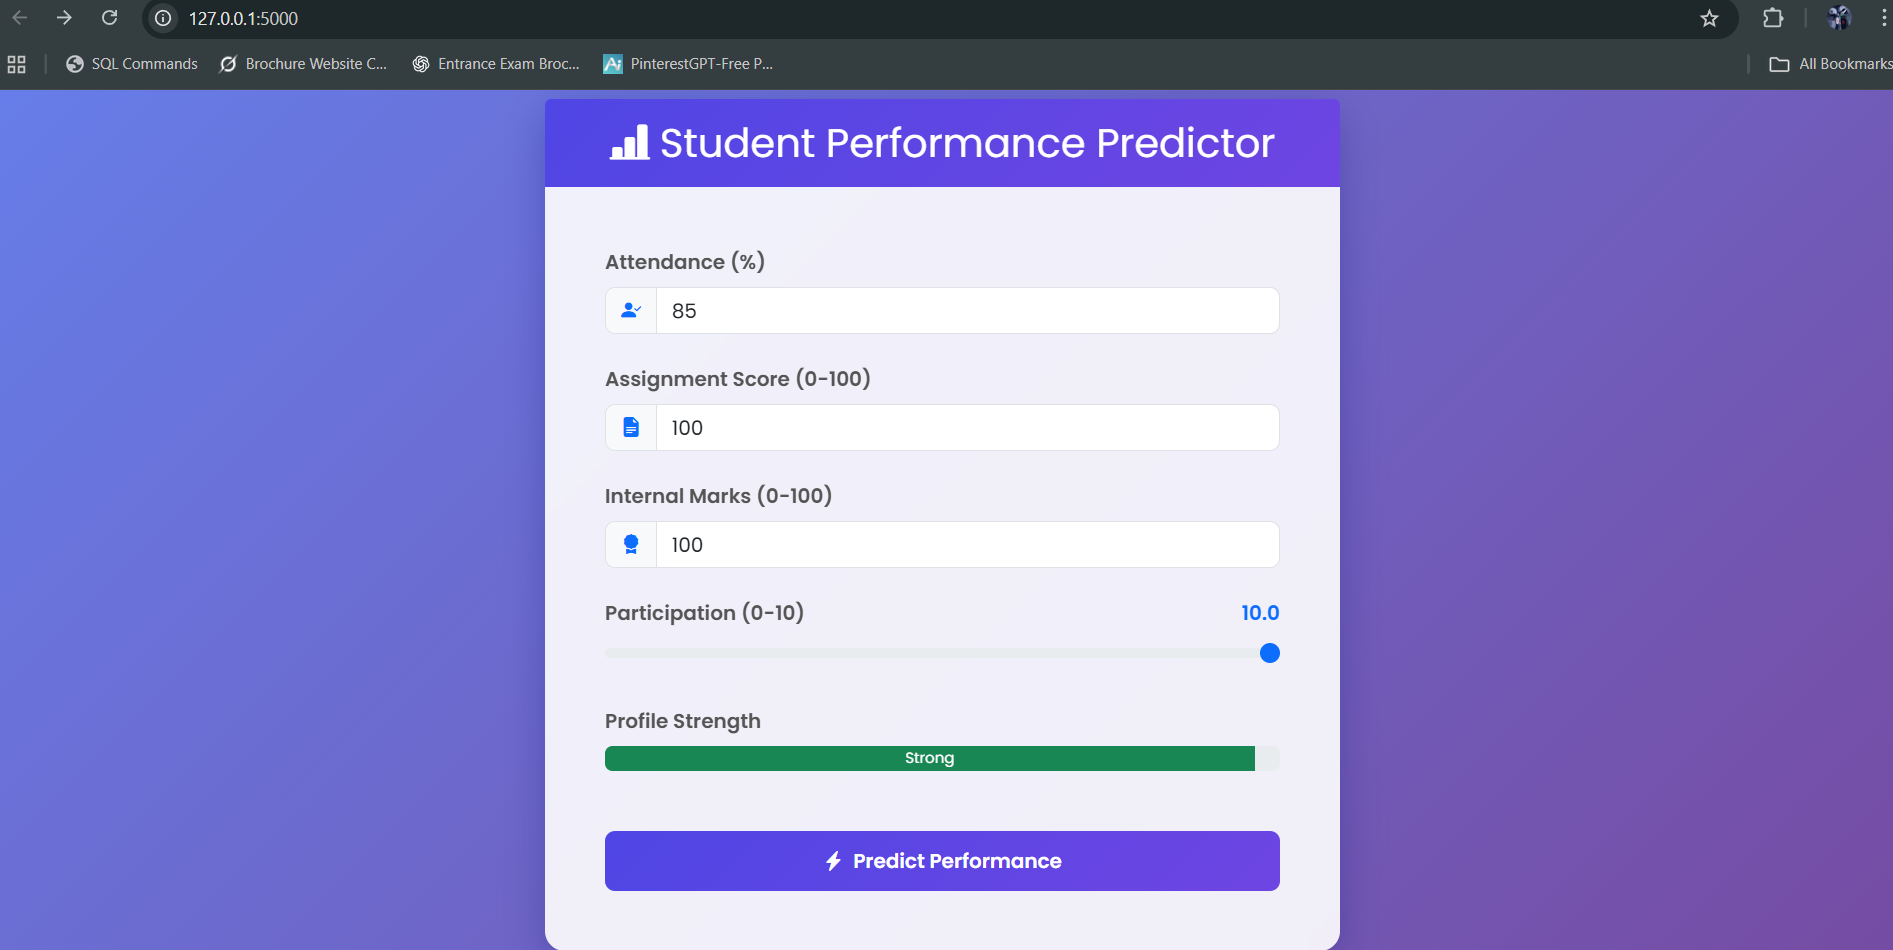 127.0.0.1:5000
SQL Commands
Brochure Website C...
Entrance Exam Broc...
PinterestGPT-Free P...
All Bookmarks
Student Performance Predictor
Attendance (%)
85
Assignment Score (0-100)
100
Internal Marks (0-100)
100
Participation (0-10)
10.0
Profile Strength
Strong
Predict Performance